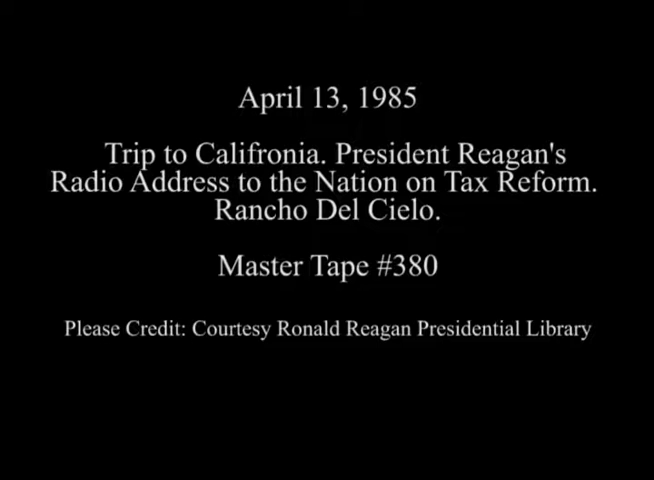 April 13, 1985
Trip to Califronia. President Reagan's
Radio Address to the Nation on Tax Reform.
Rancho Del Cielo.
Master Tape #380
Please Credit: Courtesy Ronald Reagan Presidential Library